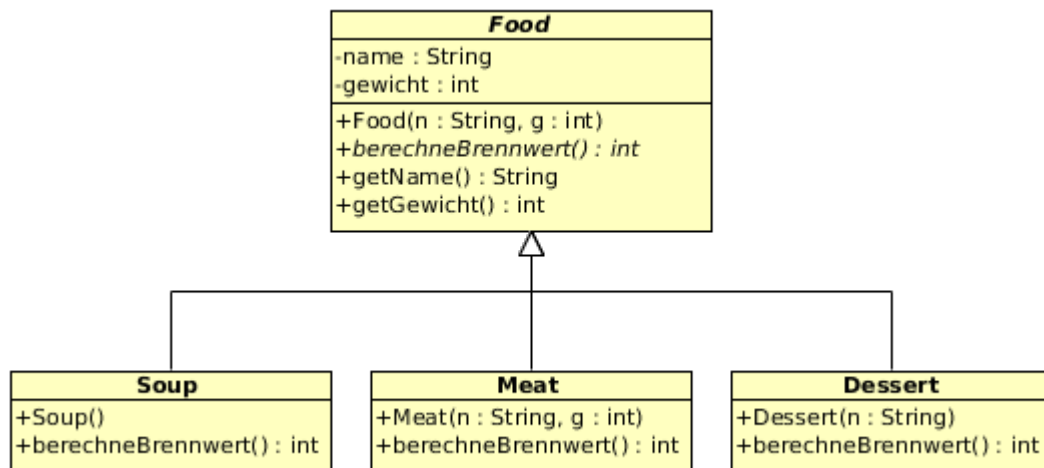 Food
-name : String
-gewicht : int
+Food(n : String, g : int)
+berechneBrennwert() : int
+getName() : String
+getGewicht() : int
Soup
+Soup()
+berechneBrennwert() : int
Meat
+Meat(n : String, g : int)
+berechneBrennwert() : int
Dessert
+Dessert(n : String)
+berechneBrennwert() : int